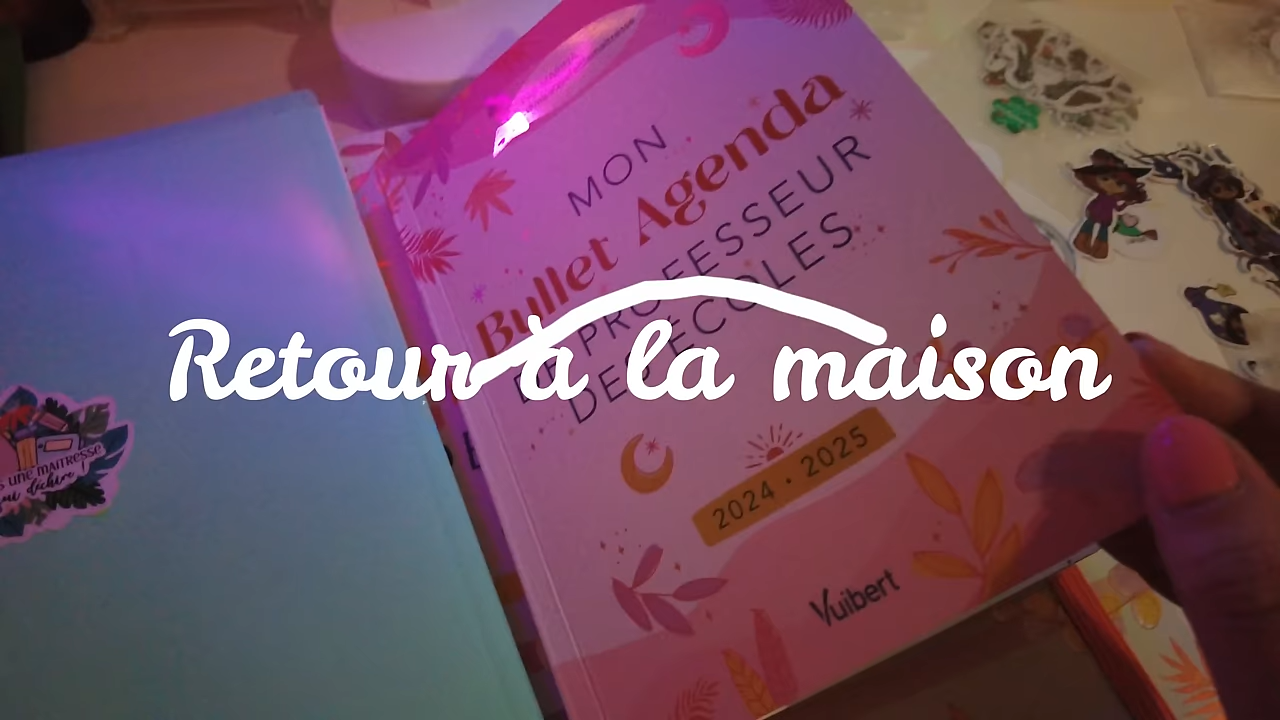 MON
Bullet Agenda
DE PROFESSEUR
DES ÉCOLES
Retour à la maison
2024 • 2025
Vuibert
UNE MAITRESSE
qui déchire !